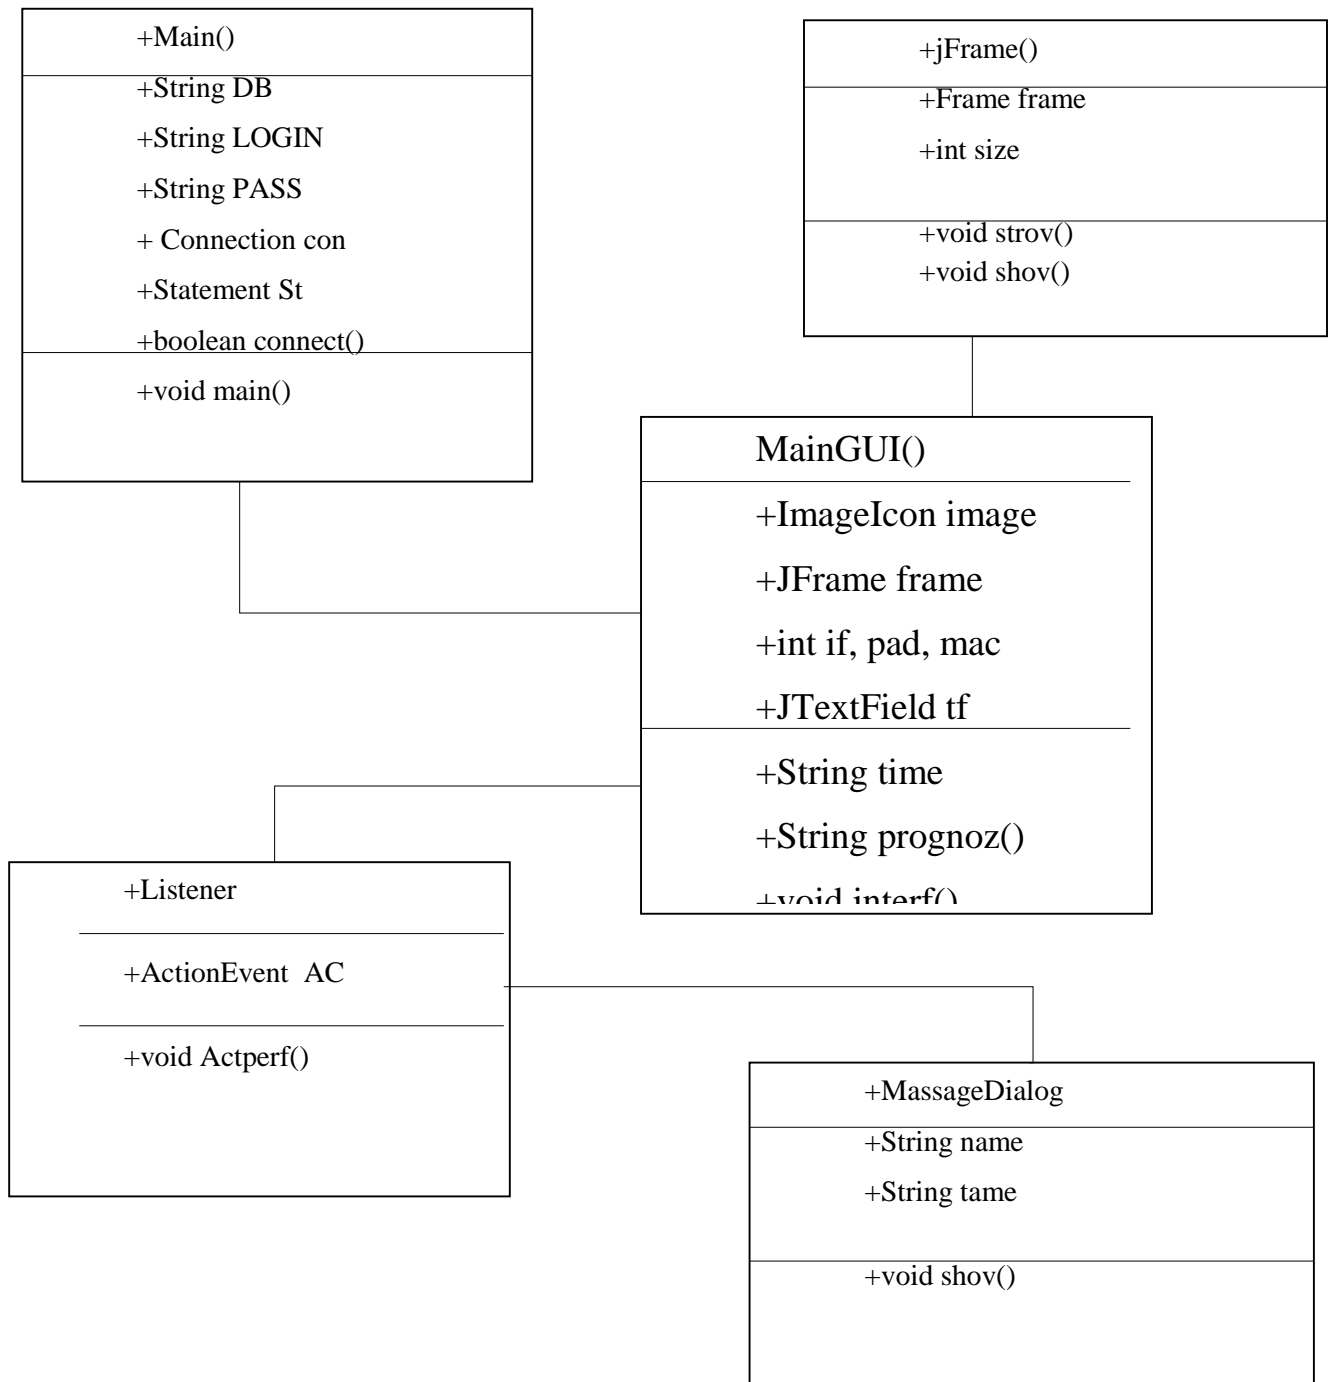 +Main()
+String DB
+String LOGIN
+String PASS
+ Connection con
+Statement St
+boolean connect()
+void main()
+jFrame()
+Frame frame
+int size
+void strov()
+void shov()
MainGUI()
+ImageIcon image
+JFrame frame
+int if, pad, mac
+JTextField tf
+String time
+String prognoz()
+void interf()
+Listener
+ActionEvent  AC
+void Actperf()
+MassageDialog
+String name
+String tame
+void shov()